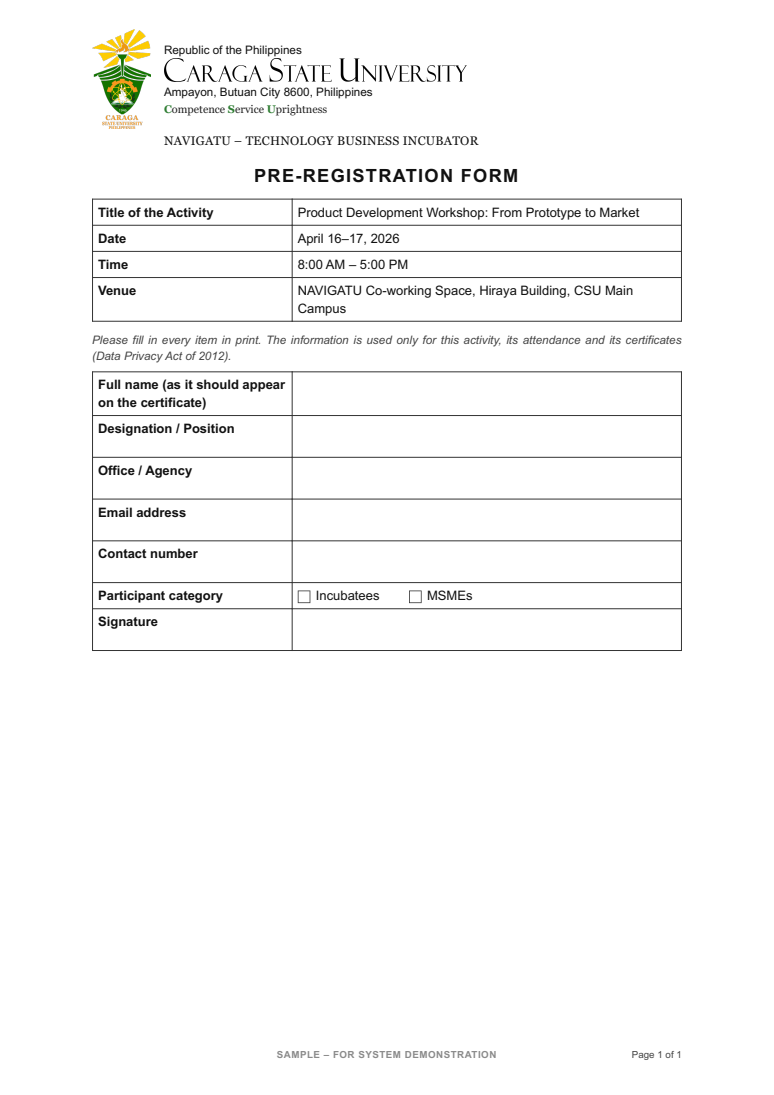 Republic of the Philippines
CARAGA STATE UNIVERSITY
Ampayon, Butuan City 8600, Philippines
Competence Service Uprightness
CARAGA
STATE UNIVERSITY
PHILIPPINES
NAVIGATU – TECHNOLOGY BUSINESS INCUBATOR
PRE-REGISTRATION FORM
Title of the Activity Product Development Workshop: From Prototype to Market
Date April 16–17, 2026
Time 8:00 AM – 5:00 PM
Venue NAVIGATU Co-working Space, Hiraya Building, CSU Main
Campus
Please fill in every item in print. The information is used only for this activity, its attendance and its certificates
(Data Privacy Act of 2012).
Full name (as it should appear
on the certificate)
Designation / Position
Office / Agency
Email address
Contact number
Participant category ☐ Incubatees ☐ MSMEs
Signature
SAMPLE – FOR SYSTEM DEMONSTRATION Page 1 of 1